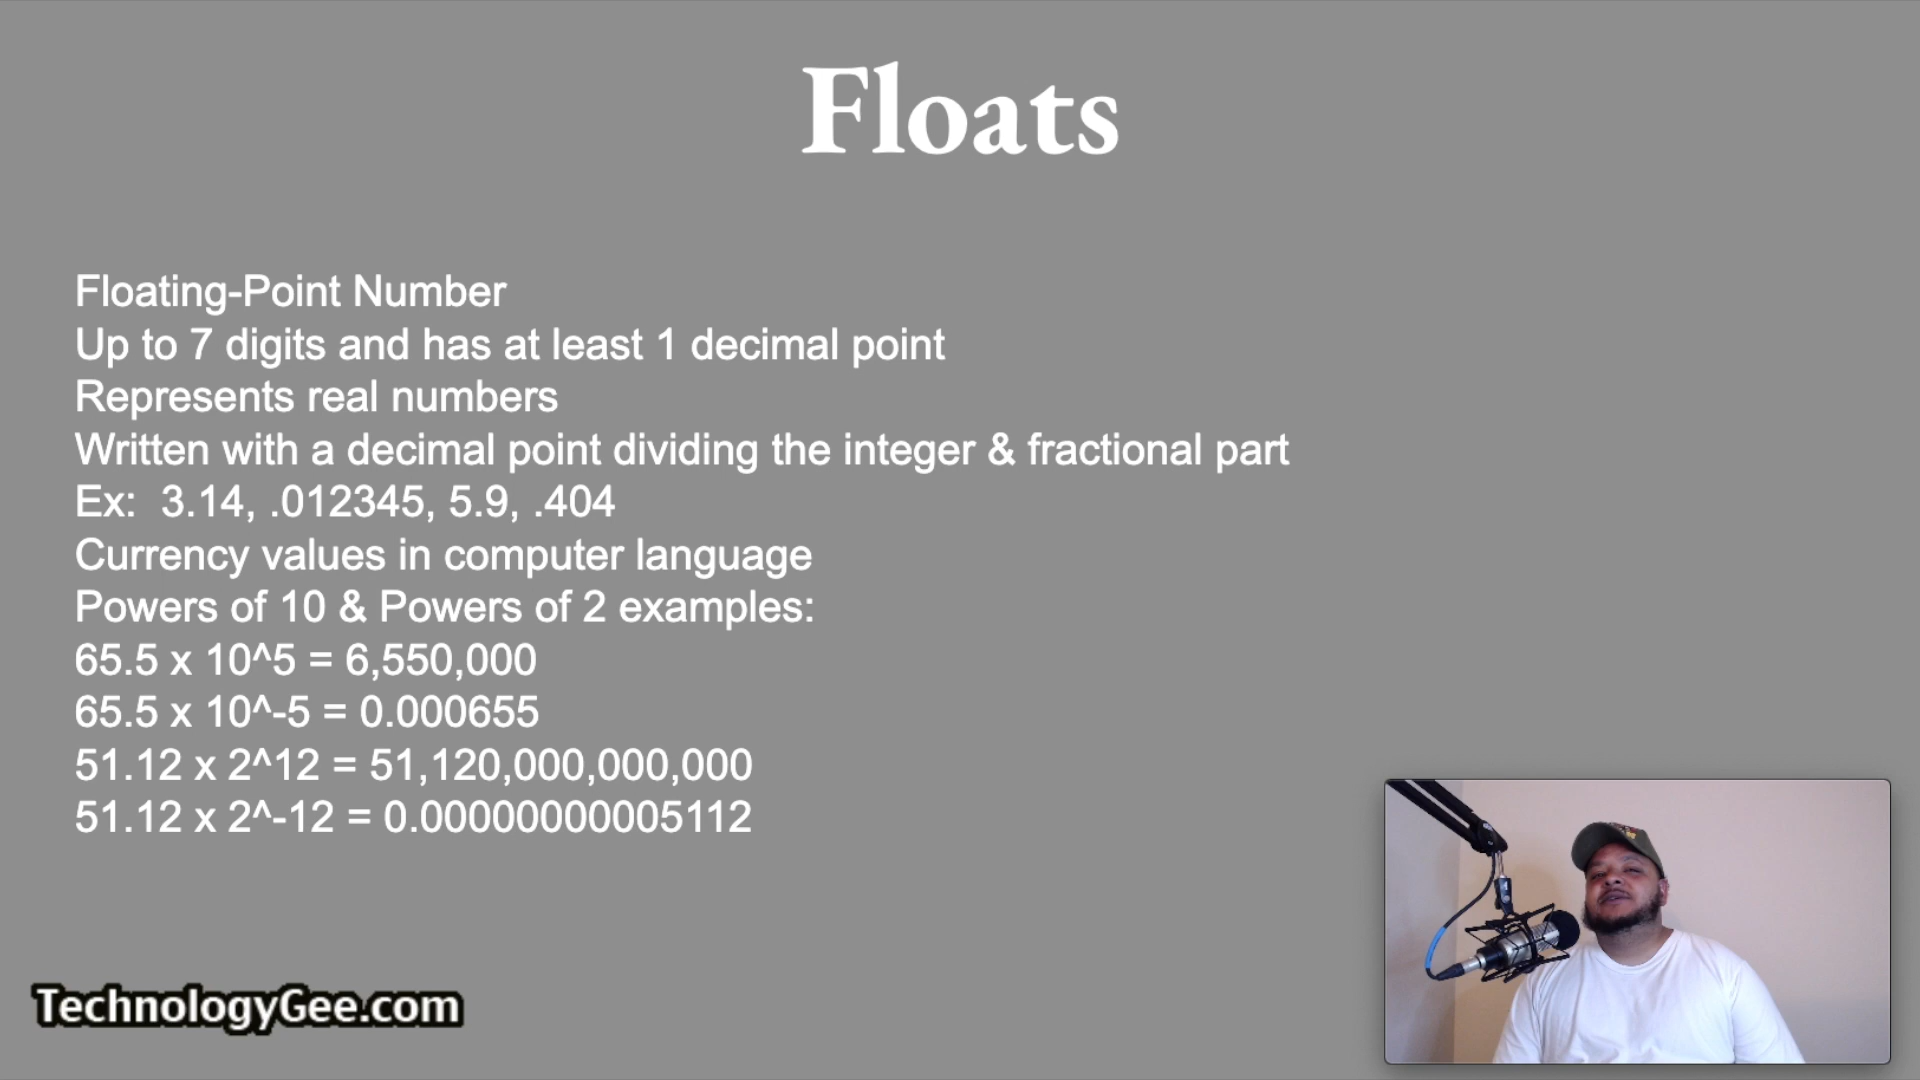 Floats
Floating-Point Number
Up to 7 digits and has at least 1 decimal point
Represents real numbers
Written with a decimal point dividing the integer & fractional part
Ex:  3.14, .012345, 5.9, .404
Currency values in computer language
Powers of 10 & Powers of 2 examples:
65.5 x 10^5 = 6,550,000
65.5 x 10^-5 = 0.000655
51.12 x 2^12 = 51,120,000,000,000
51.12 x 2^-12 = 0.00000000005112
TechnologyGee.com